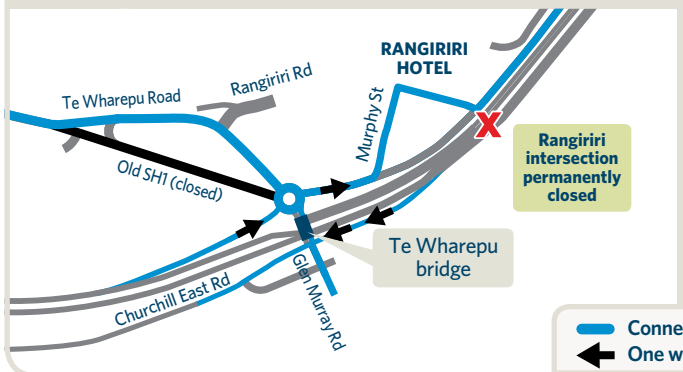 RANGIRIRI
HOTEL
Rangiriri Rd
Te Wharepu Road
Murphy St
X
Rangiriri
intersection
permanently
closed
Old SH1 (closed)
Te Wharepu
bridge
Churchill East Rd
Glen Murray Rd
Conne
One w